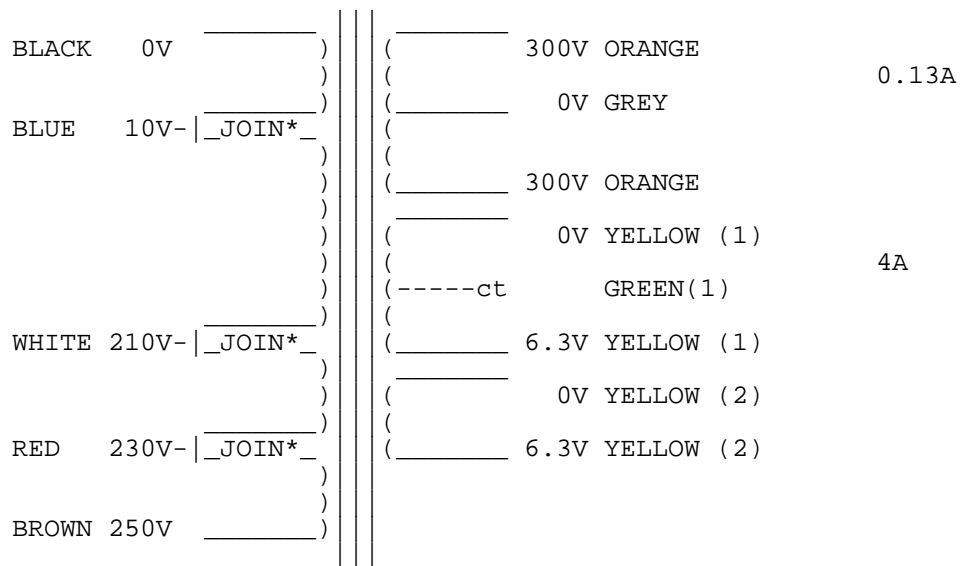 BLACK 0V 300V ORANGE
0.13A
0V GREY
BLUE 10V-|_JOIN*_
300V ORANGE
0V YELLOW (1)
4A
-----ct GREEN(1)
WHITE 210V-|_JOIN*_ 6.3V YELLOW (1)
0V YELLOW (2)
RED 230V-|_JOIN*_ 6.3V YELLOW (2)
BROWN 250V